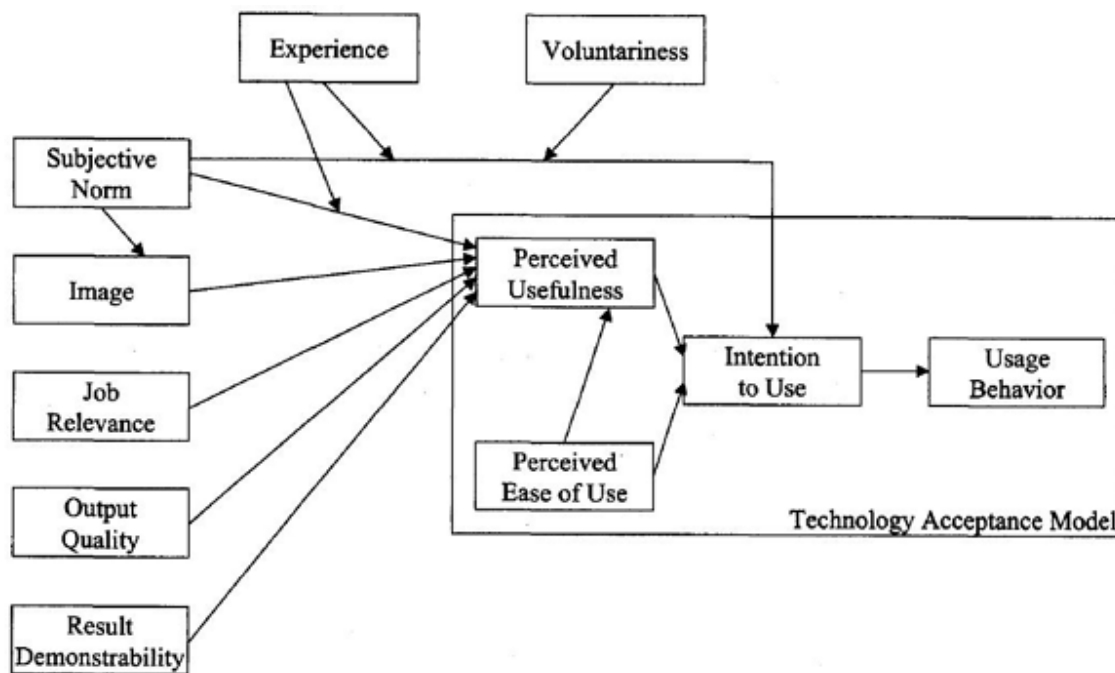 Experience
Voluntariness
Subjective
Norm
Image
Job
Relevance
Output
Quality
Result
Demonstrability
Perceived
Usefulness
Perceived
Ease of Use
Intention
to Use
Usage
Behavior
Technology Acceptance Model